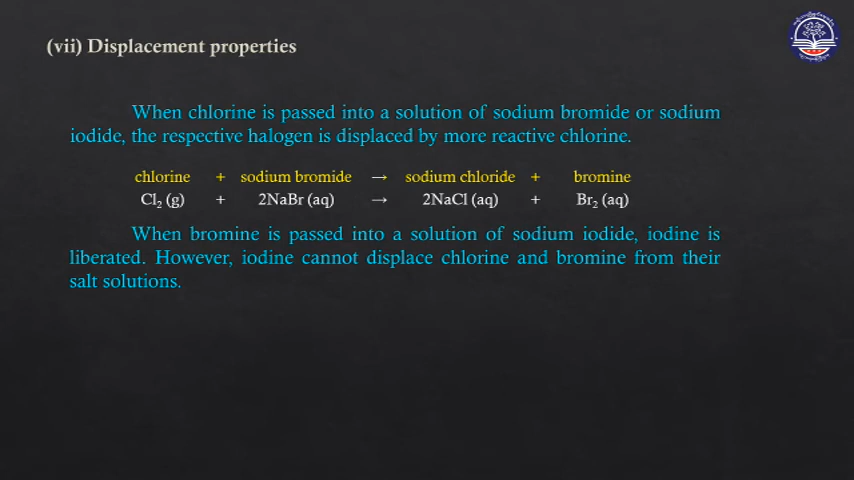 (vii) Displacement properties
When chlorine is passed into a solution of sodium bromide or sodium
iodide, the respective halogen is displaced by more reactive chlorine.
chlorine + sodium bromide → sodium chloride + bromine
Cl₂ (g) + 2NaBr (aq) → 2NaCl (aq) + Br₂ (aq)
When bromine is passed into a solution of sodium iodide, iodine is
liberated. However, iodine cannot displace chlorine and bromine from their
salt solutions.